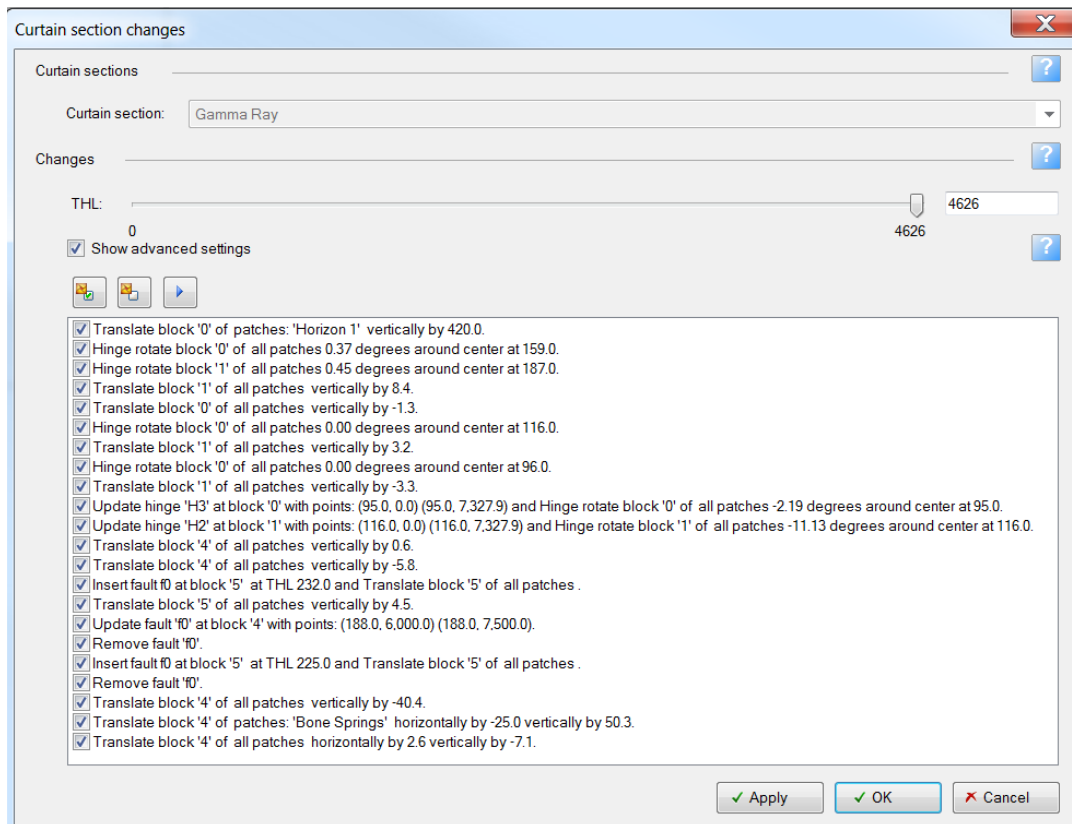 Curtain section changes
Curtain sections
?
Curtain section:
Gamma Ray
Changes
?
THL:
4626
0
4626
Show advanced settings
?
Translate block '0' of patches: 'Horizon 1' vertically by 420.0.
Hinge rotate block '0' of all patches 0.37 degrees around center at 159.0.
Hinge rotate block '1' of all patches 0.45 degrees around center at 187.0.
Translate block '1' of all patches vertically by 8.4.
Translate block '0' of all patches vertically by -1.3.
Hinge rotate block '0' of all patches 0.00 degrees around center at 116.0.
Translate block '1' of all patches vertically by 3.2.
Hinge rotate block '0' of all patches 0.00 degrees around center at 96.0.
Translate block '1' of all patches vertically by -3.3.
Update hinge 'H3' at block '0' with points: (95.0, 0.0) (95.0, 7,327.9) and Hinge rotate block '0' of all patches -2.19 degrees around center at 95.0.
Update hinge 'H2' at block '1' with points: (116.0, 0.0) (116.0, 7,327.9) and Hinge rotate block '1' of all patches -11.13 degrees around center at 116.0.
Translate block '4' of all patches vertically by 0.6.
Translate block '4' of all patches vertically by -5.8.
Insert fault f0 at block '5' at THL 232.0 and Translate block '5' of all patches .
Translate block '5' of all patches vertically by 4.5.
Update fault 'f0' at block '4' with points: (188.0, 6,000.0) (188.0, 7,500.0).
Remove fault 'f0'.
Insert fault f0 at block '5' at THL 225.0 and Translate block '5' of all patches .
Remove fault 'f0'.
Translate block '4' of all patches vertically by -40.4.
Translate block '4' of patches: 'Bone Springs' horizontally by -25.0 vertically by 50.3.
Translate block '4' of all patches horizontally by 2.6 vertically by -7.1.
Apply
OK
Cancel